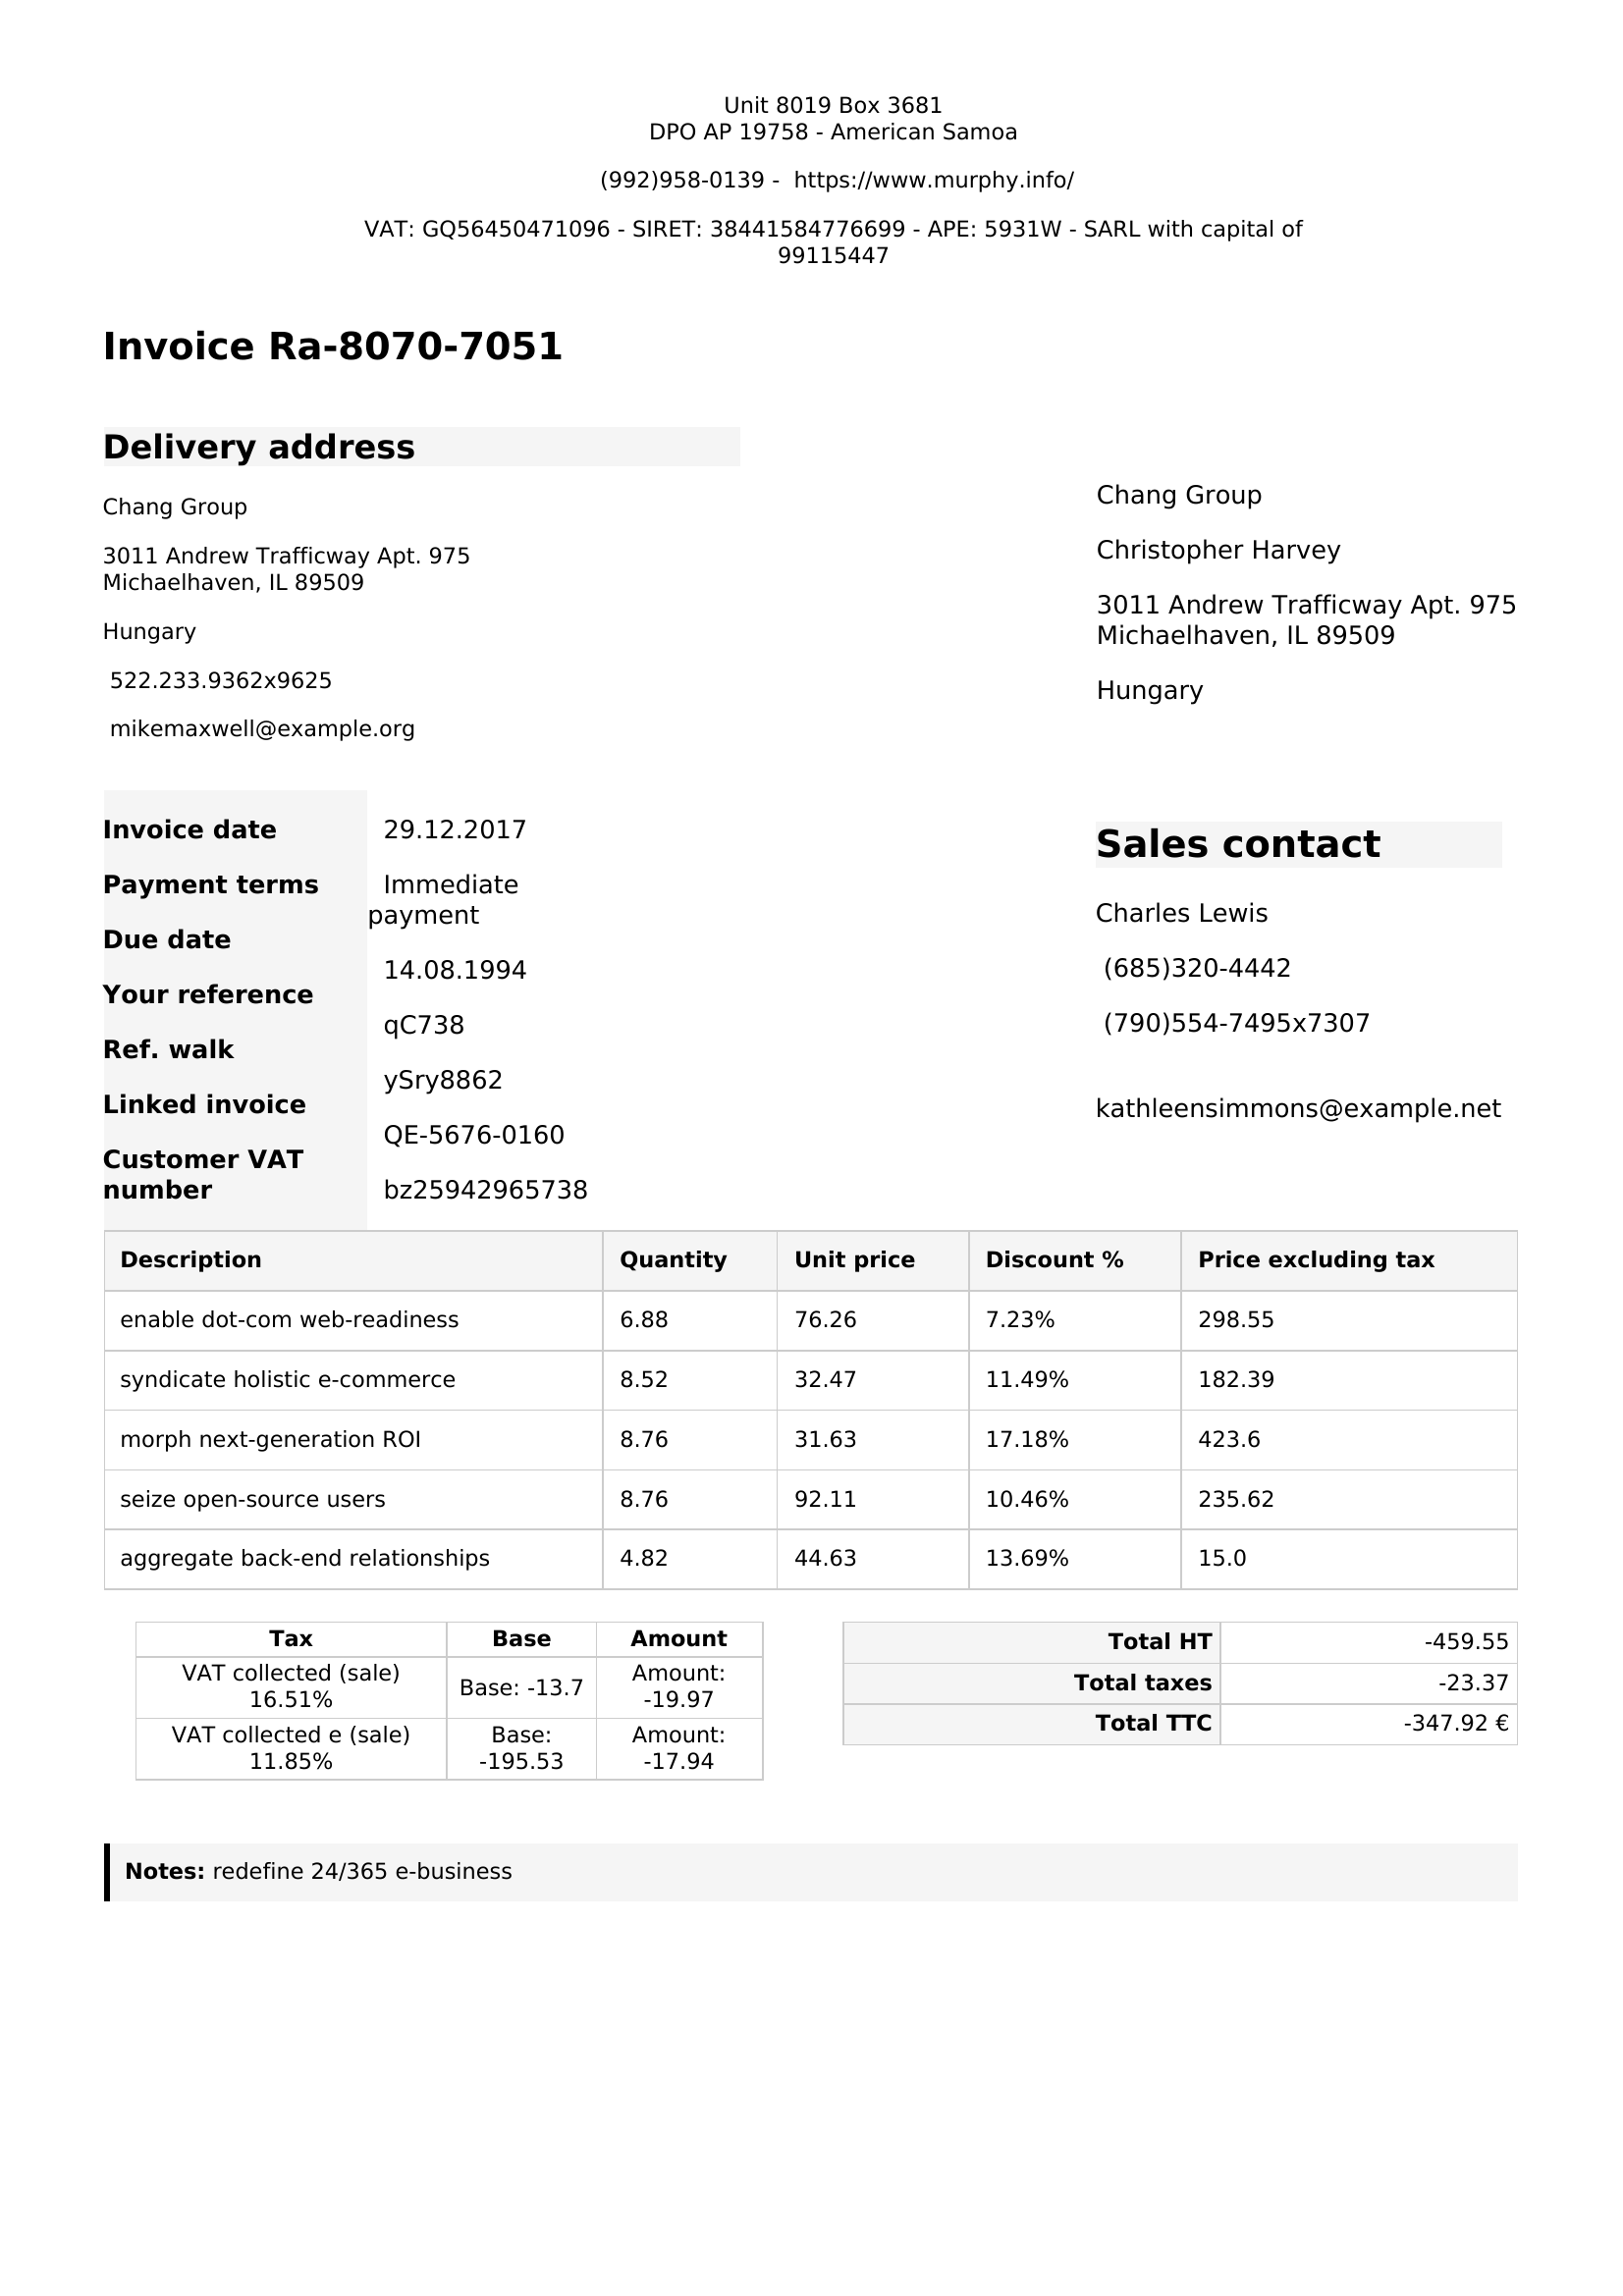 Unit 8019 Box 3681
DPO AP 19758 - American Samoa
(992)958-0139 - https://www.murphy.info/
VAT: GQ56450471096 - SIRET: 38441584776699 - APE: 5931W - SARL with capital of
99115447
Invoice Ra-8070-7051
Delivery address
Chang Group
3011 Andrew Trafficway Apt. 975
Michaelhaven, IL 89509
Hungary
522.233.9362x9625
mikemaxwell@example.org
Chang Group
Christopher Harvey
3011 Andrew Trafficway Apt. 975
Michaelhaven, IL 89509
Hungary
Invoice date
Payment terms
Due date
Your reference
Ref. walk
Linked invoice
Customer VAT
number
29.12.2017
Immediate
payment
14.08.1994
qC738
ySry8862
QE-5676-0160
bz25942965738
Sales contact
Charles Lewis
(685)320-4442
(790)554-7495x7307
kathleensimmons@example.net
Description Quantity Unit price Discount % Price excluding tax
enable dot-com web-readiness 6.88 76.26 7.23% 298.55
syndicate holistic e-commerce 8.52 32.47 11.49% 182.39
morph next-generation ROI 8.76 31.63 17.18% 423.6
seize open-source users 8.76 92.11 10.46% 235.62
aggregate back-end relationships 4.82 44.63 13.69% 15.0
Tax Base Amount
VAT collected (sale)
16.51%
Base: -13.7
Amount:
-19.97
VAT collected e (sale)
11.85%
Base:
-195.53
Amount:
-17.94
Total HT -459.55
Total taxes -23.37
Total TTC -347.92 €
Notes: redefine 24/365 e-business